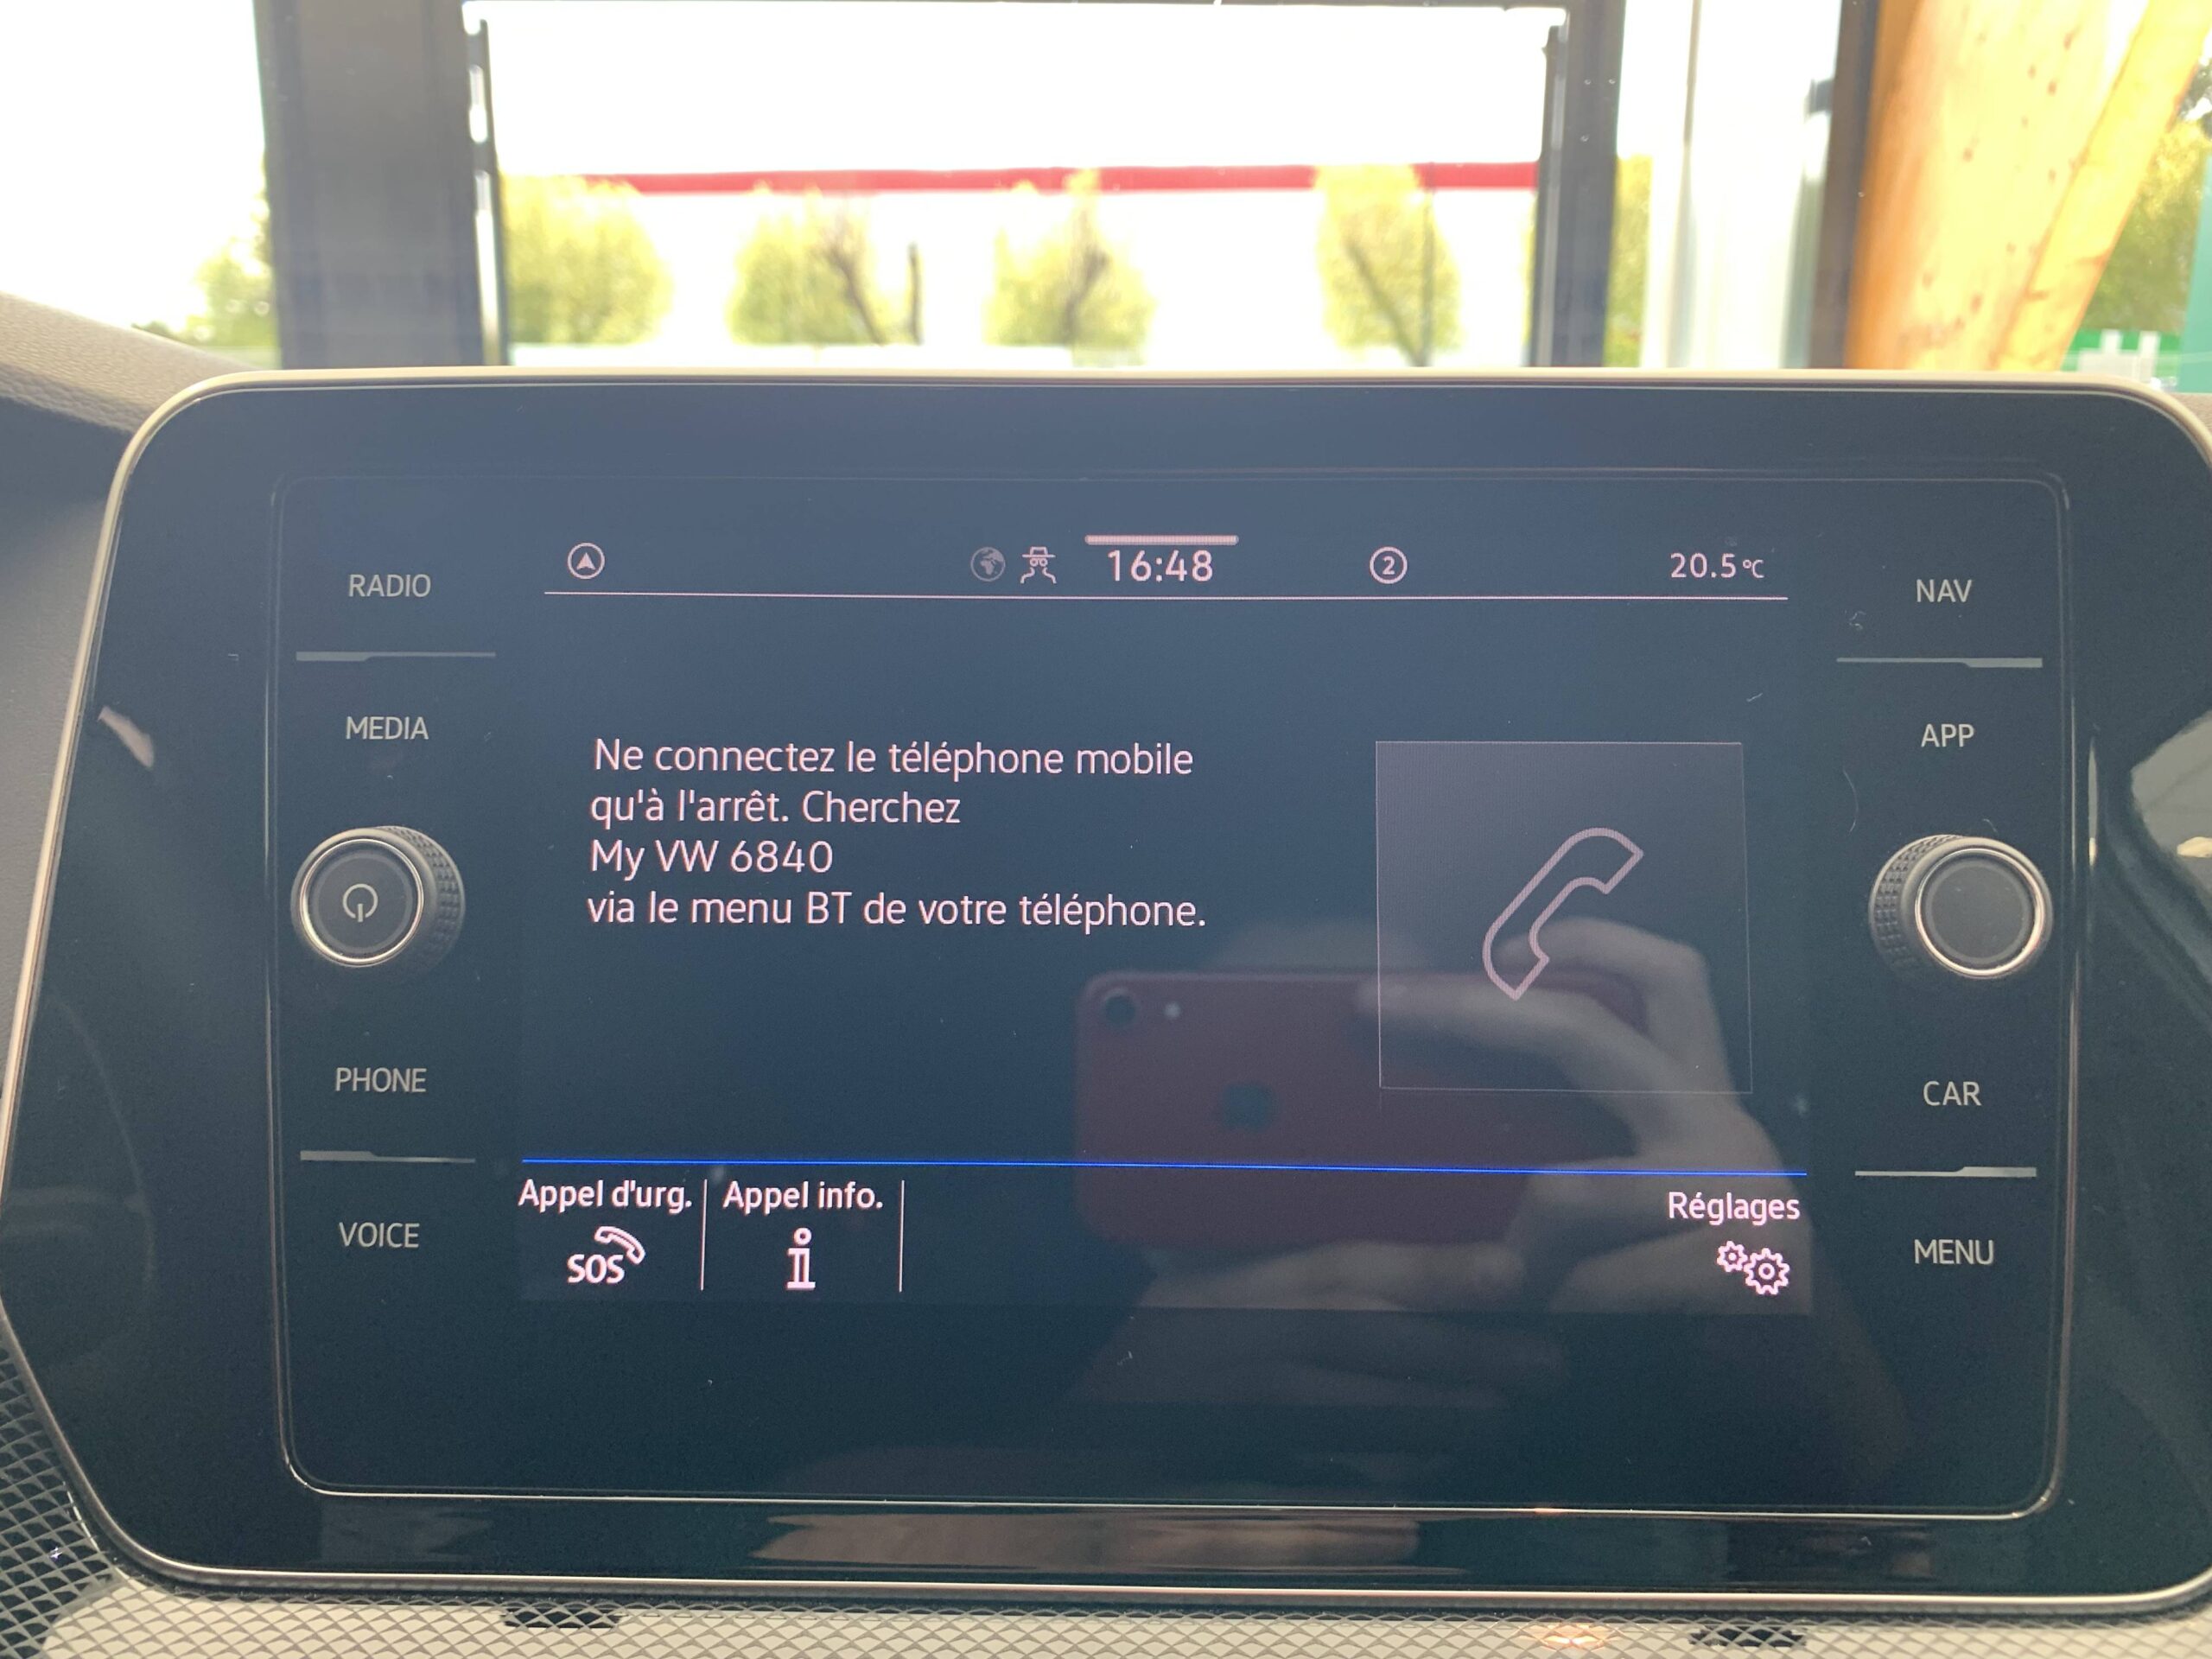 RADIO
MEDIA
PHONE
VOICE
16:48
2
20.5°C
Ne connectez le téléphone mobile
qu'à l'arrêt. Cherchez
My VW 6840
via le menu BT de votre téléphone.
Appel d'urg.
SOS
Appel info.
i
Réglages
NAV
APP
CAR
MENU